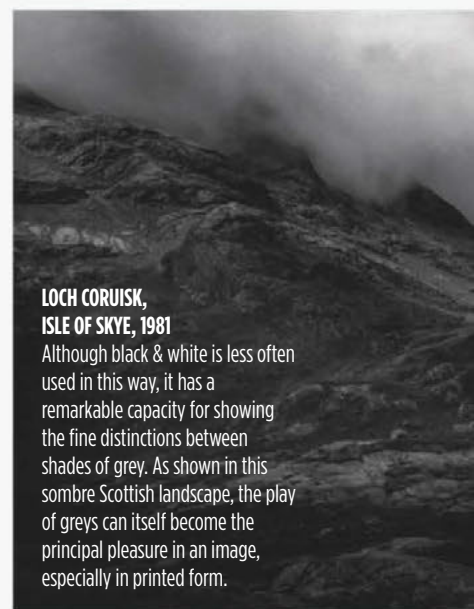 LOCH CORUISK,
ISLE OF SKYE, 1981
Although black & white is less often
used in this way, it has a
remarkable capacity for showing
the fine distinctions between
shades of grey. As shown in this
sombre Scottish landscape, the play
of greys can itself become the
principal pleasure in an image,
especially in printed form.